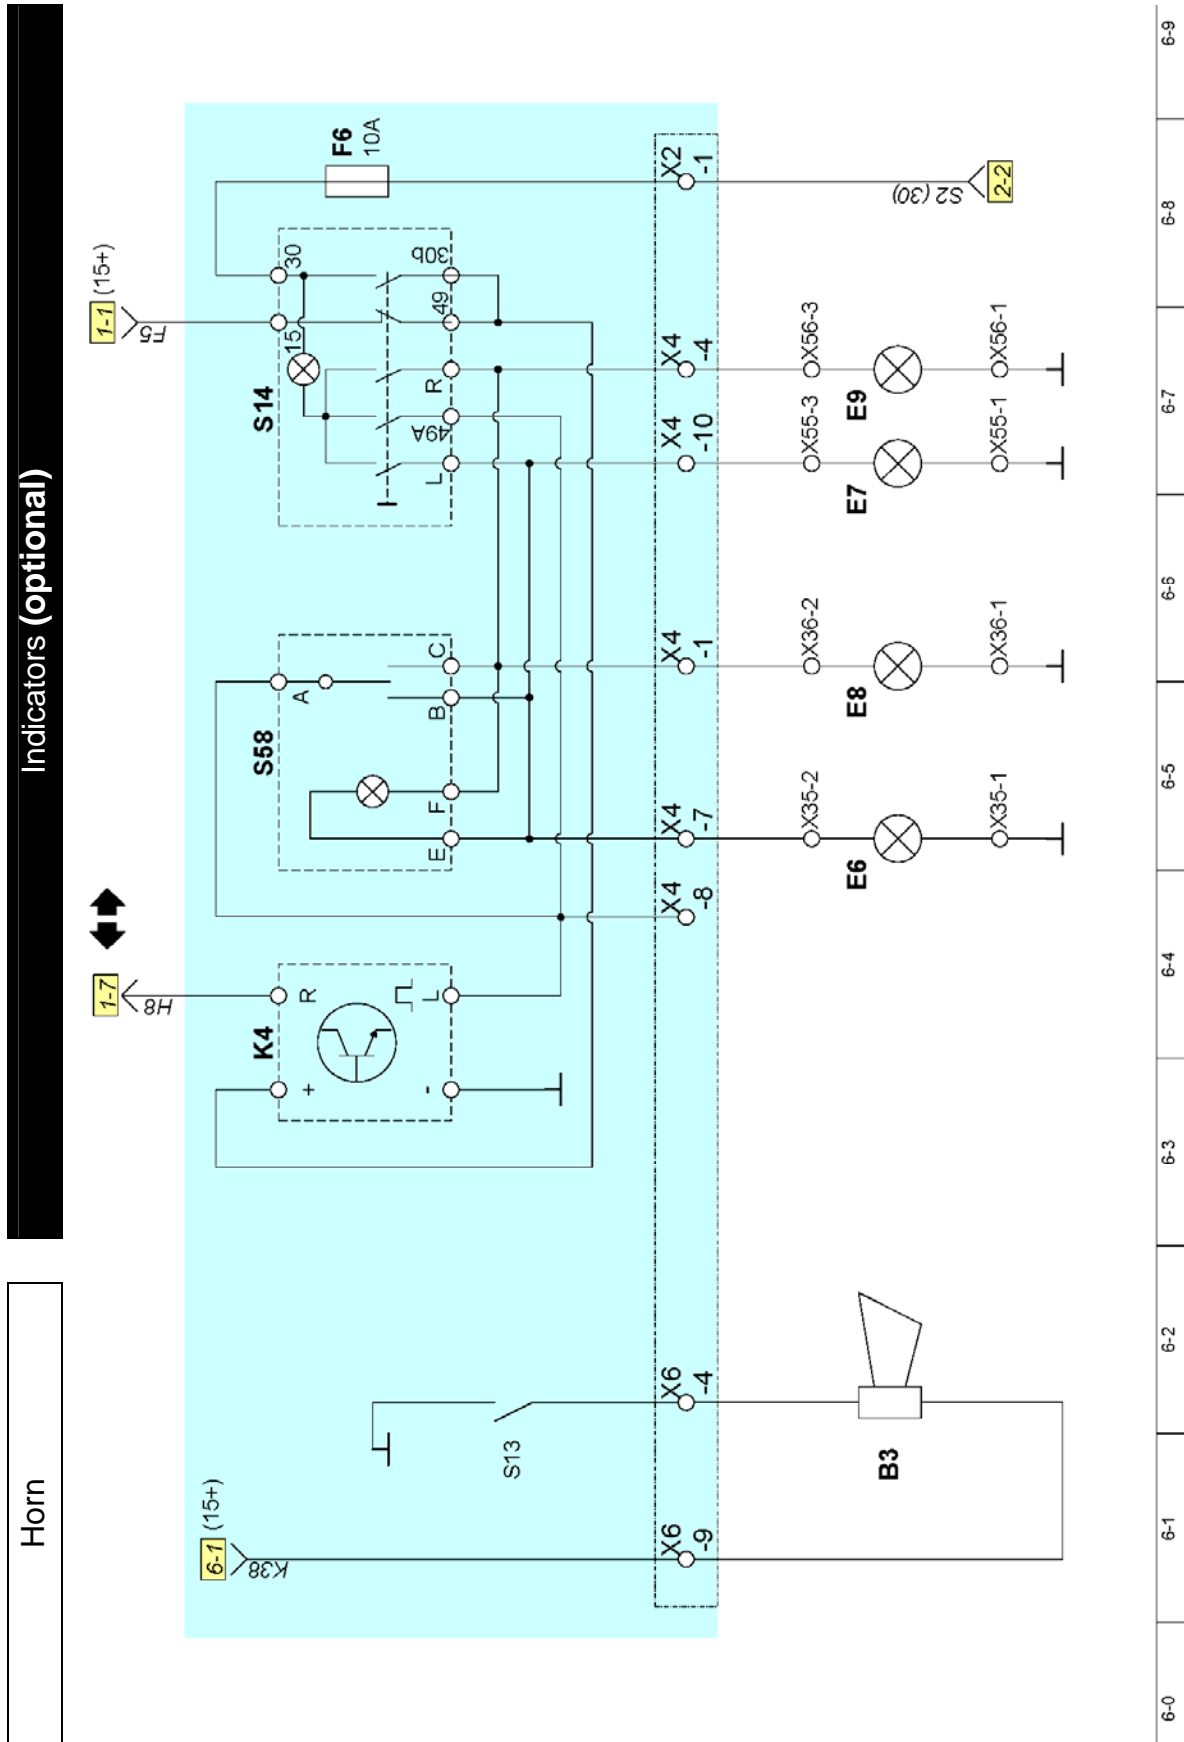 Horn
Indicators (optional)
6-1 (15+)
K38
S13
X6
-9
X6
-4
B3
1-7
H8
K4
+
R
-
L
S58
A
E
F
B
C
1-1 (15+)
F5
S14
15
30
L
49A
R
49
30b
F6
10A
X4
-8
X4
-7
X4
-1
X4
-10
X4
-4
X2
-1
S2 (30)
2-2
X35-2
E6
X35-1
X36-2
E8
X36-1
X55-3
E7
X55-1
X56-3
E9
X56-1
6-0
6-1
6-2
6-3
6-4
6-5
6-6
6-7
6-8
6-9